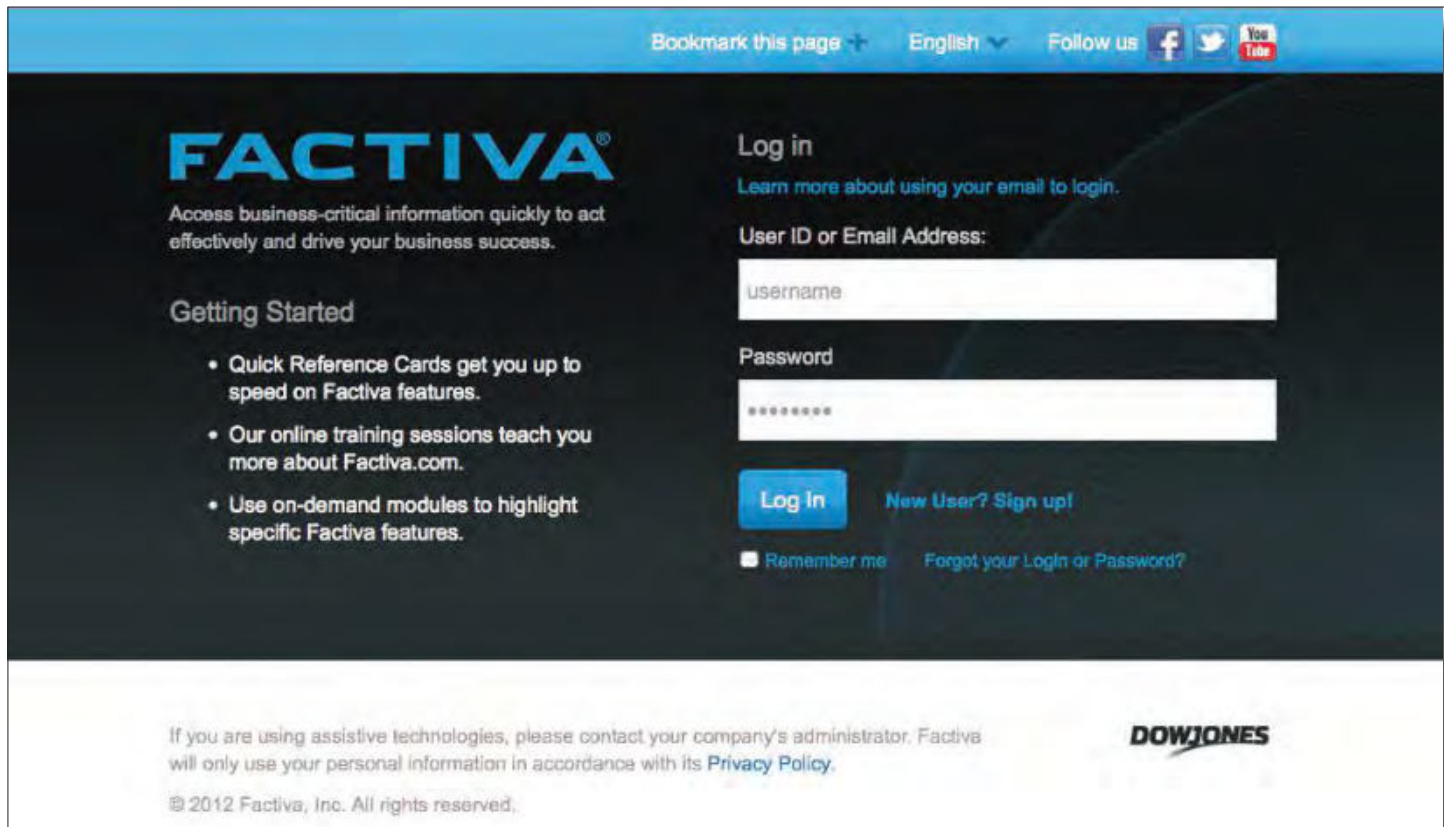 Bookmark this page +
English
Follow us
You
Tube
FACTIVA®
Access business-critical information quickly to act
effectively and drive your business success.
Getting Started
• Quick Reference Cards get you up to
speed on Factiva features.
• Our online training sessions teach you
more about Factiva.com.
• Use on-demand modules to highlight
specific Factiva features.
Log in
Learn more about using your email to login.
User ID or Email Address:
username
Password
••••••••
Log In
New User? Sign up!
Remember me
Forgot your Login or Password?
If you are using assistive technologies, please contact your company's administrator. Factiva
will only use your personal information in accordance with its Privacy Policy.
© 2012 Factiva, Inc. All rights reserved.
DOWJONES